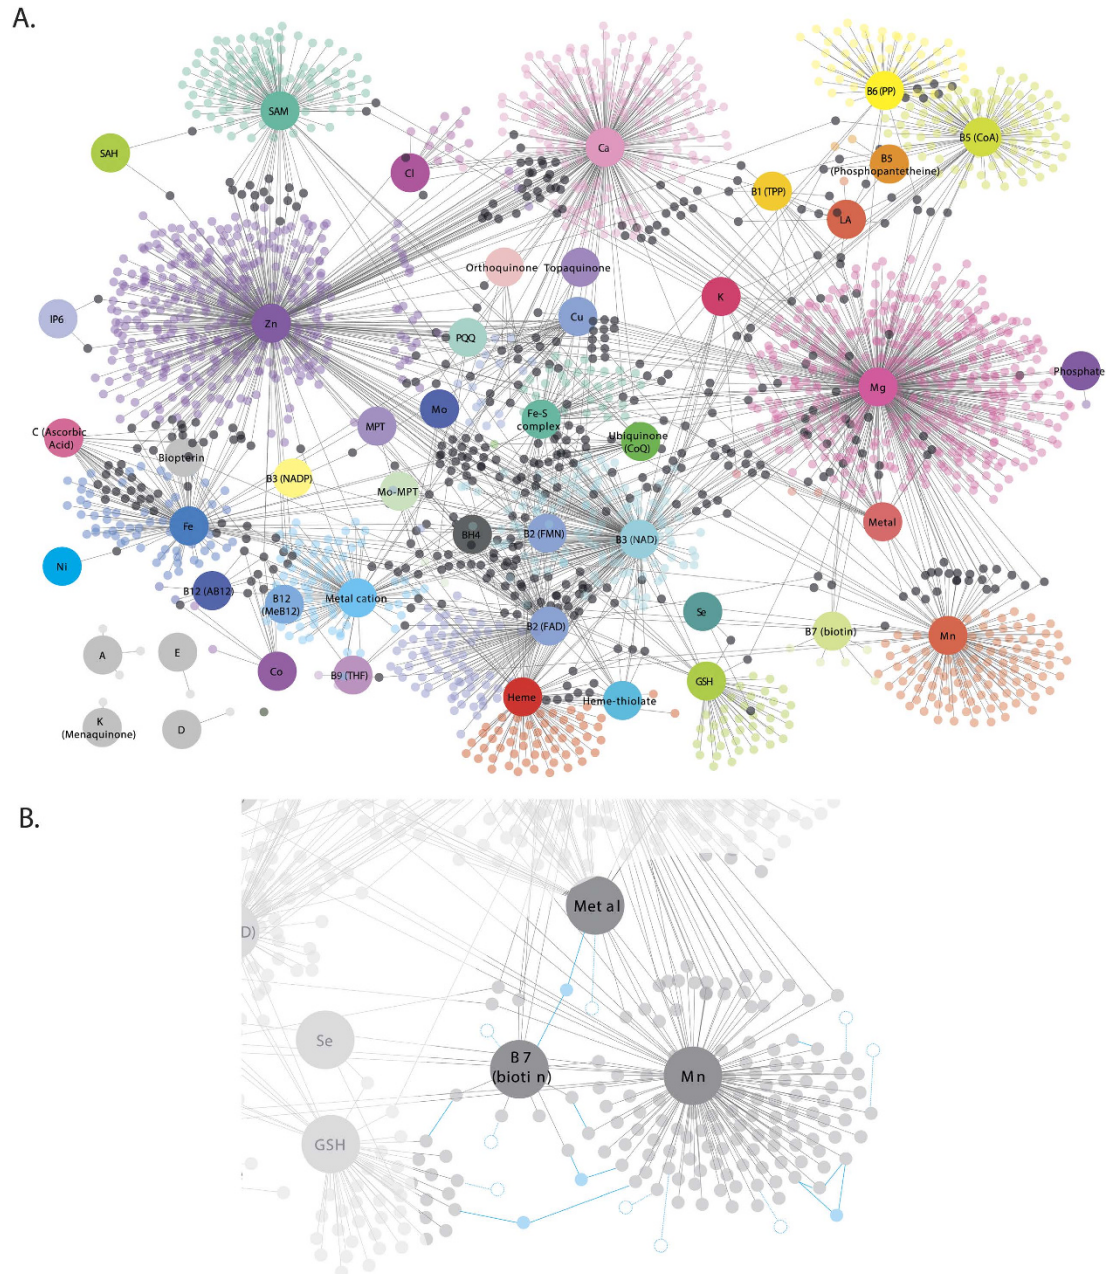 A.
SAM
B6 (PP)
B5 (CoA)
SAH
Cl
Ca
B5
(Phosphopantetheine)
B1 (TPP)
LA
Orthoquinone
Topaquinone
K
IP6
Zn
Cu
PQQ
Mg
Phosphate
Mo
MPT
Fe-S
complex
C (Ascorbic
Acid)
Ubiquinone
(CoQ)
Biopterin
B3 (NADP)
Mo-MPT
Fe
BH4
B2 (FMN)
B3 (NAD)
Metal
Ni
B12 (AB12)
B12
(MeB12)
Metal cation
Se
B2 (FAD)
B7 (biotin)
Mn
A
E
Co
B9 (THF)
GSH
Heme
Heme-thiolate
K
(Menaquinone)
D
B.
Met al
D)
Se
B 7
(bioti n)
Mn
GSH